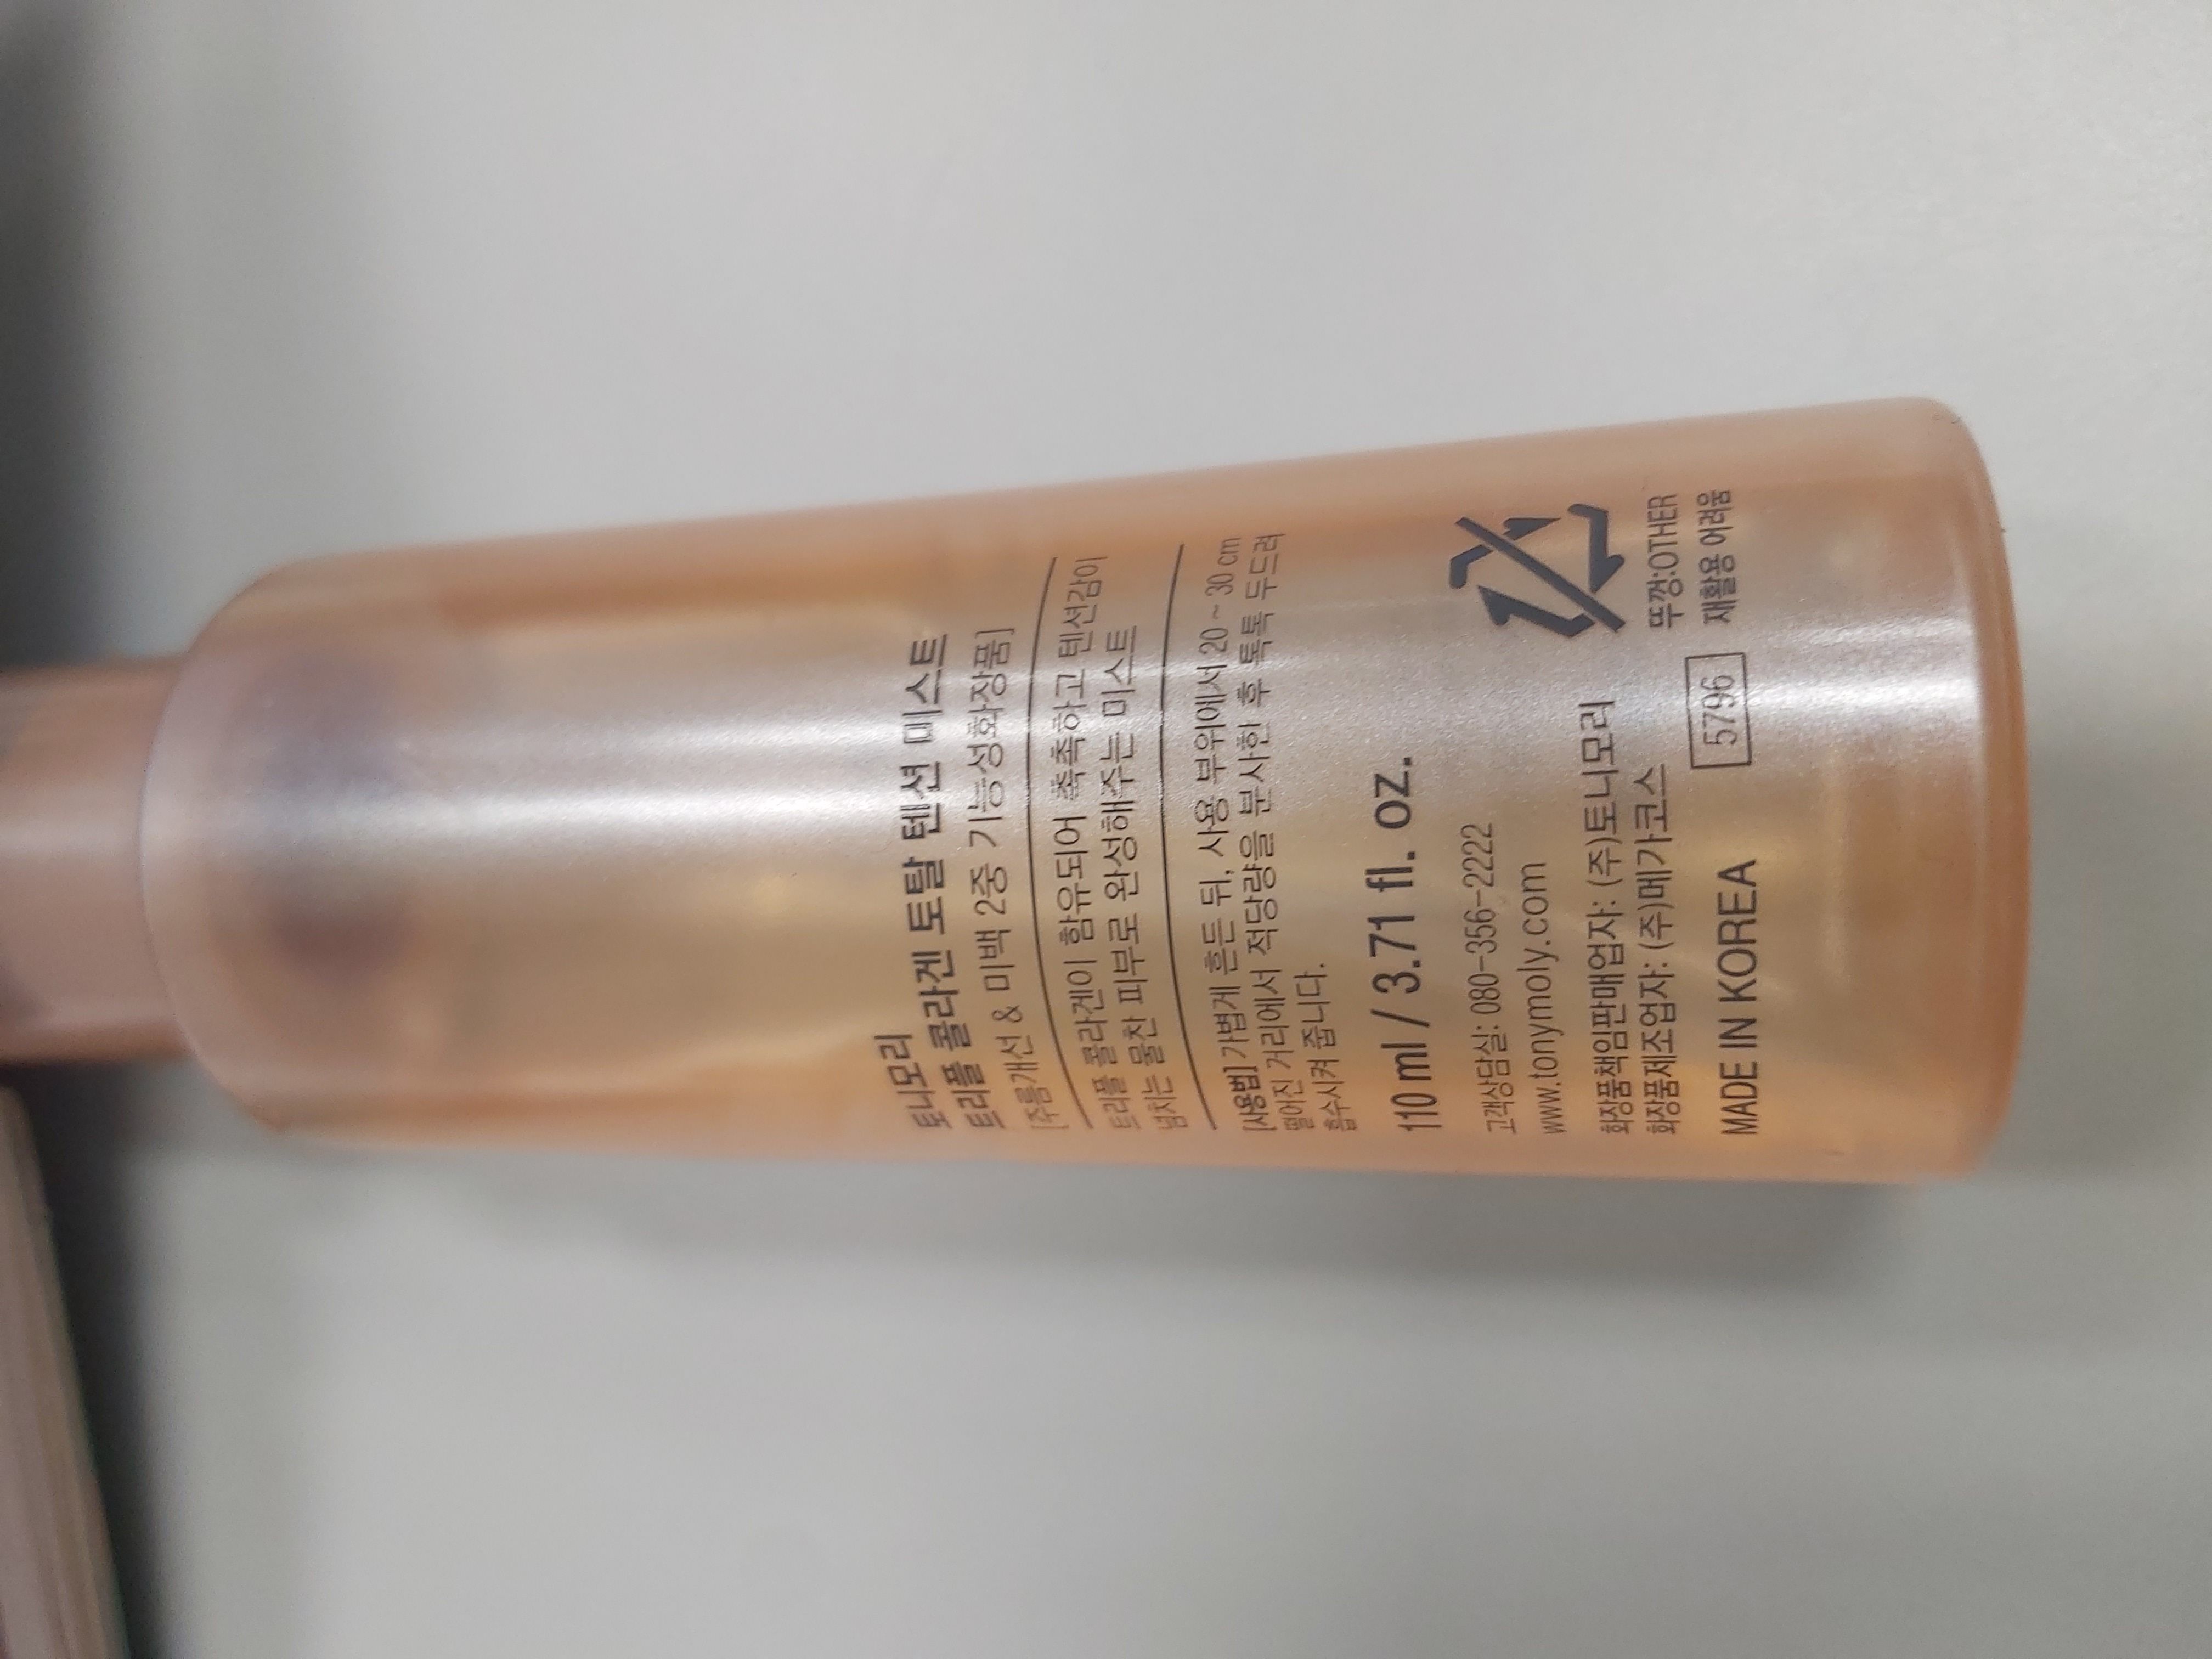 토니모리
트리플 콜라겐 토탈 텐션 미스트
[주름개선 & 미백 2중 기능성화장품]
트리플 콜라겐이 함유되어 촉촉하고 텐션감이
넘치는 물찬 피부로 완성해주는 미스트
[사용법] 가볍게 흔든 뒤, 사용 부위에서 20 ~ 30 cm
떨어진 거리에서 적당량을 분사한 후 톡톡 두드려
흡수시켜 줍니다.
110 ml / 3.71 fl. oz.
고객상담실: 080-356-2222
www.tonymoly.com
화장품책임판매업자: (주)토니모리
화장품제조업자: (주)메가코스
MADE IN KOREA
5796
뚜껑:OTHER
재활용 어려움